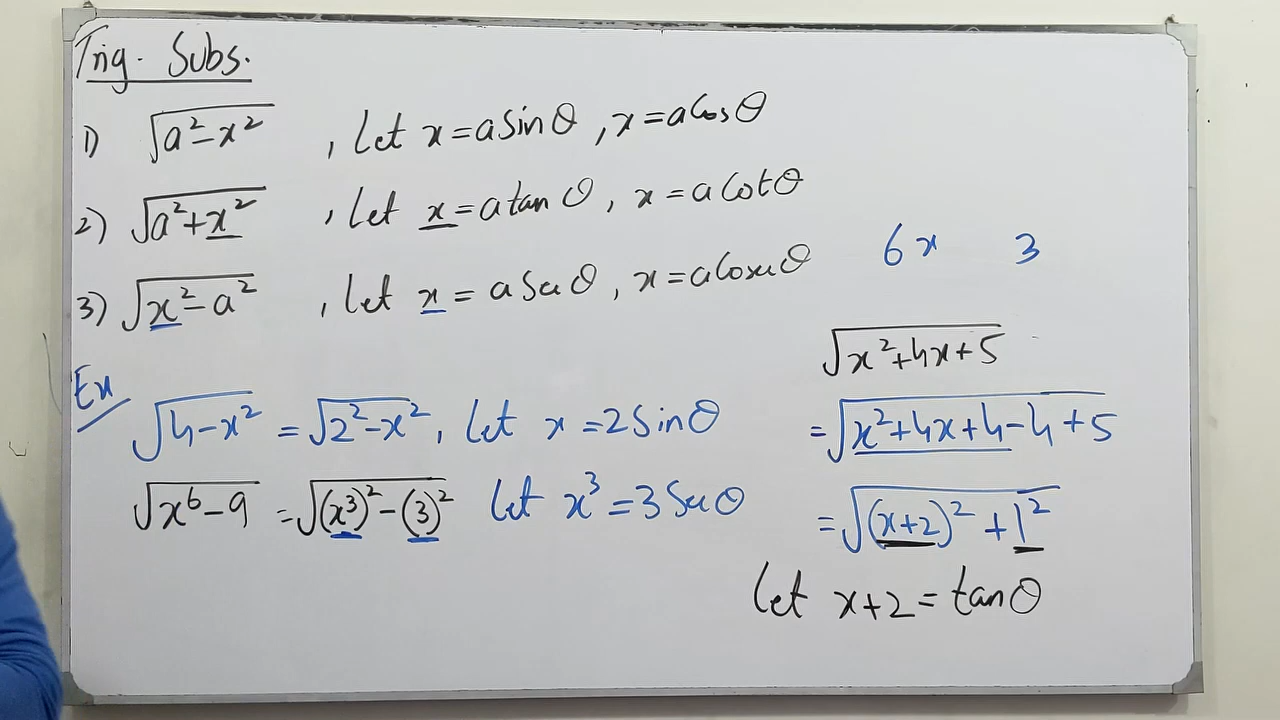 Trig. Subs.
1) √(a²-x²) , Let x = a Sin θ , x = a Cos θ
2) √(a²+x²) , Let x = a tan θ , x = a Cot θ
3) √(x²-a²) , Let x = a Sec θ , x = a Cosec θ
Ex
√(4-x²) = √(2²-x²) , Let x = 2 Sin θ
√(x⁶-9) = √((x³)²-(3)²) Let x³ = 3 Sec θ
6x 3
√(x²+4x+5)
= √(x²+4x+4-4+5)
= √((x+2)²+1²)
Let x+2 = tan θ